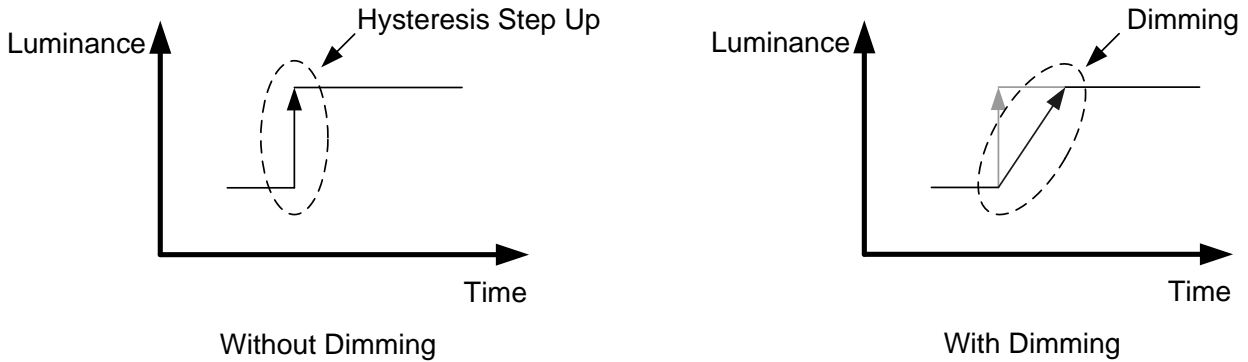 Hysteresis Step Up
Luminance
Time
Without Dimming
Dimming
Luminance
Time
With Dimming